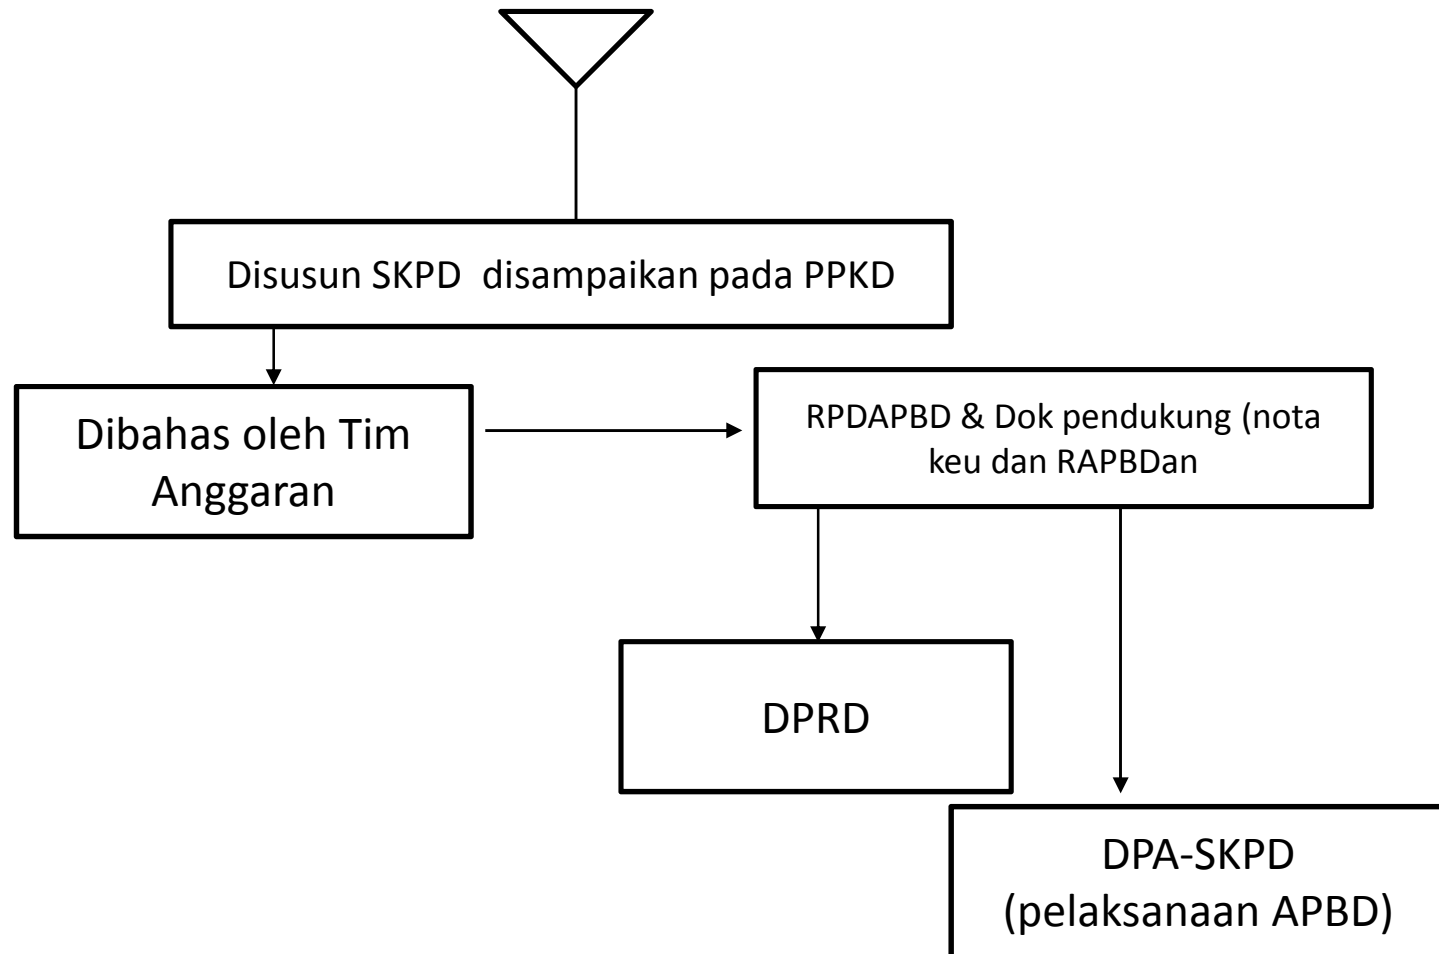 Disusun SKPD  disampaikan pada PPKD
Dibahas oleh Tim
Anggaran
RPDAPBD & Dok pendukung (nota
keu dan RAPBDan
DPRD
DPA-SKPD
(pelaksanaan APBD)